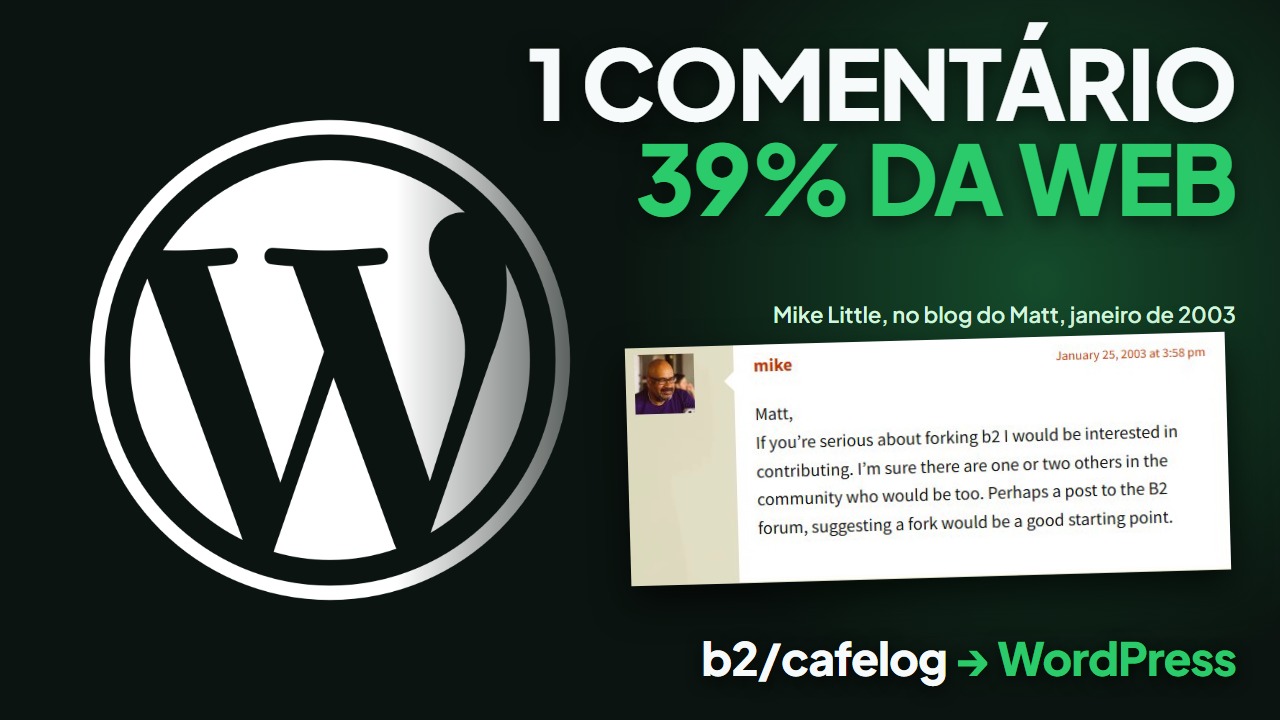 1 COMENTÁRIO
39% DA WEB
Mike Little, no blog do Matt, janeiro de 2003
mike
January 25, 2003 at 3:58 pm
Matt,
If you're serious about forking b2 I would be interested in
contributing. I'm sure there are one or two others in the
community who would be too. Perhaps a post to the B2
forum, suggesting a fork would be a good starting point.
b2/cafelog → WordPress